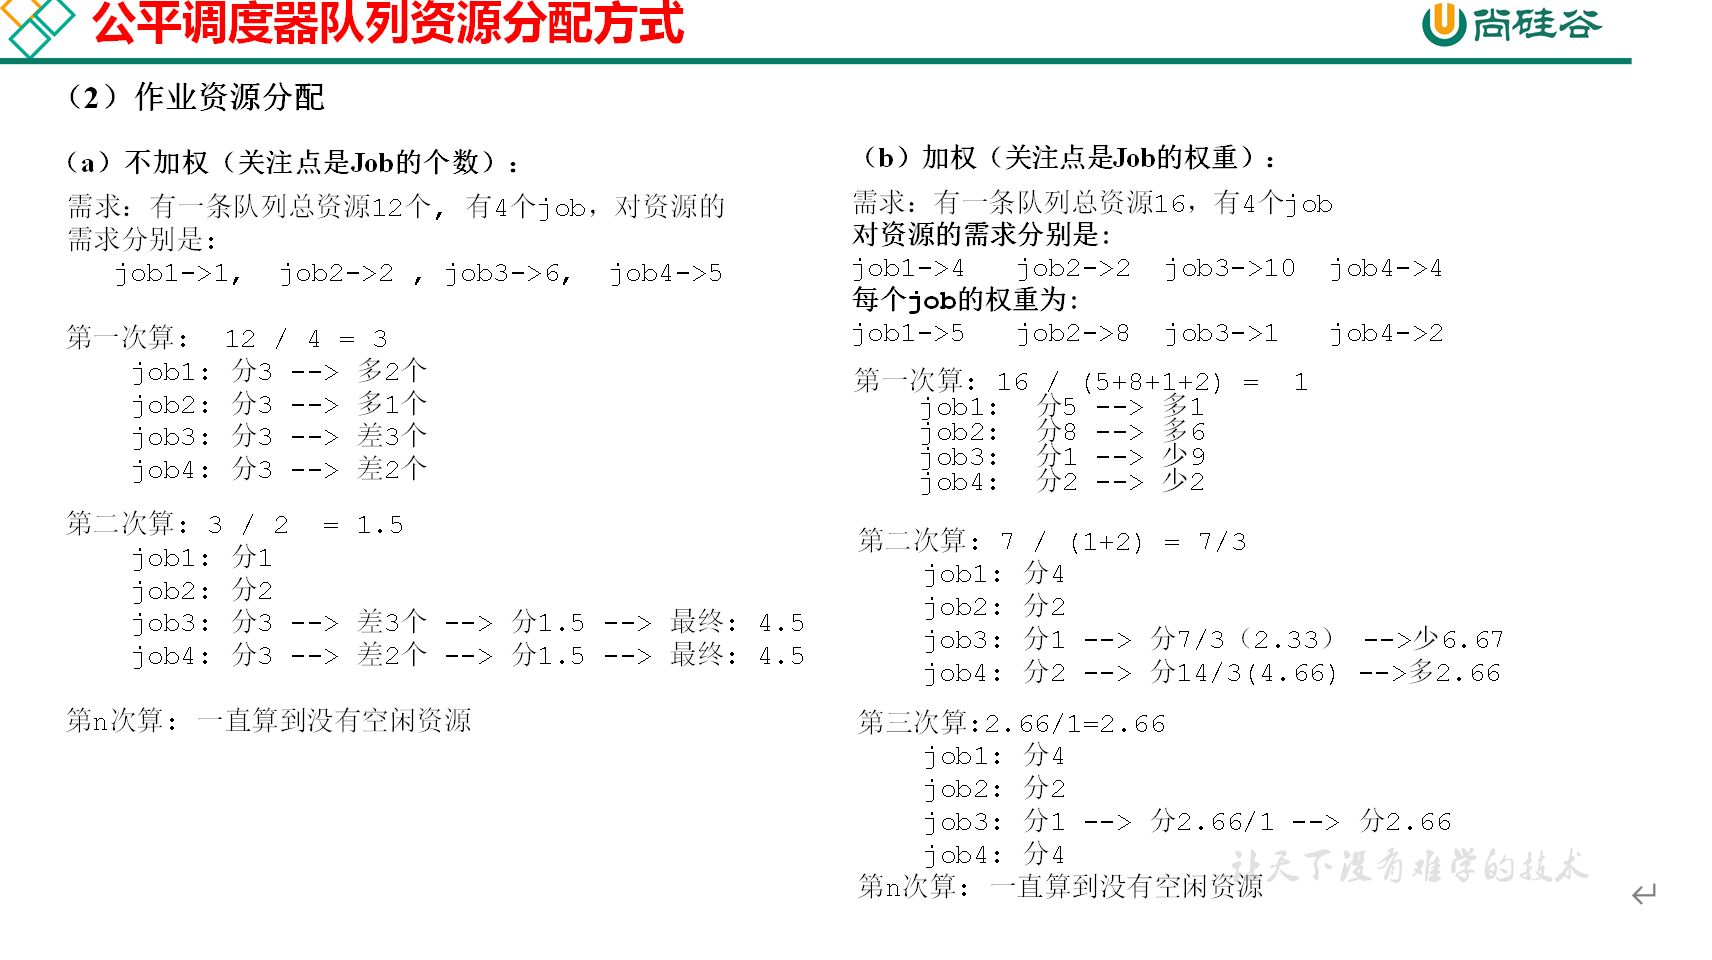 公平调度器队列资源分配方式
尚硅谷
（2）作业资源分配
（a）不加权（关注点是Job的个数）：
需求：有一条队列总资源12个, 有4个job，对资源的
需求分别是:
job1->1,  job2->2 , job3->6,  job4->5
第一次算:  12 / 4 = 3
job1: 分3 --> 多2个
job2: 分3 --> 多1个
job3: 分3 --> 差3个
job4: 分3 --> 差2个
第二次算: 3 / 2  = 1.5
job1: 分1
job2: 分2
job3: 分3 --> 差3个 --> 分1.5 --> 最终: 4.5
job4: 分3 --> 差2个 --> 分1.5 --> 最终: 4.5
第n次算: 一直算到没有空闲资源
（b）加权（关注点是Job的权重）：
需求：有一条队列总资源16，有4个job
对资源的需求分别是:
job1->4   job2->2  job3->10  job4->4
每个job的权重为:
job1->5   job2->8  job3->1   job4->2
第一次算: 16 / (5+8+1+2) =  1
job1:  分5 --> 多1
job2:  分8 --> 多6
job3:  分1 --> 少9
job4:  分2 --> 少2
第二次算: 7 / (1+2) = 7/3
job1: 分4
job2: 分2
job3: 分1 --> 分7/3（2.33） -->少6.67
job4: 分2 --> 分14/3(4.66) -->多2.66
第三次算:2.66/1=2.66
job1: 分4
job2: 分2
job3: 分1 --> 分2.66/1 --> 分2.66
job4: 分4
让天下没有难学的技术
第n次算: 一直算到没有空闲资源